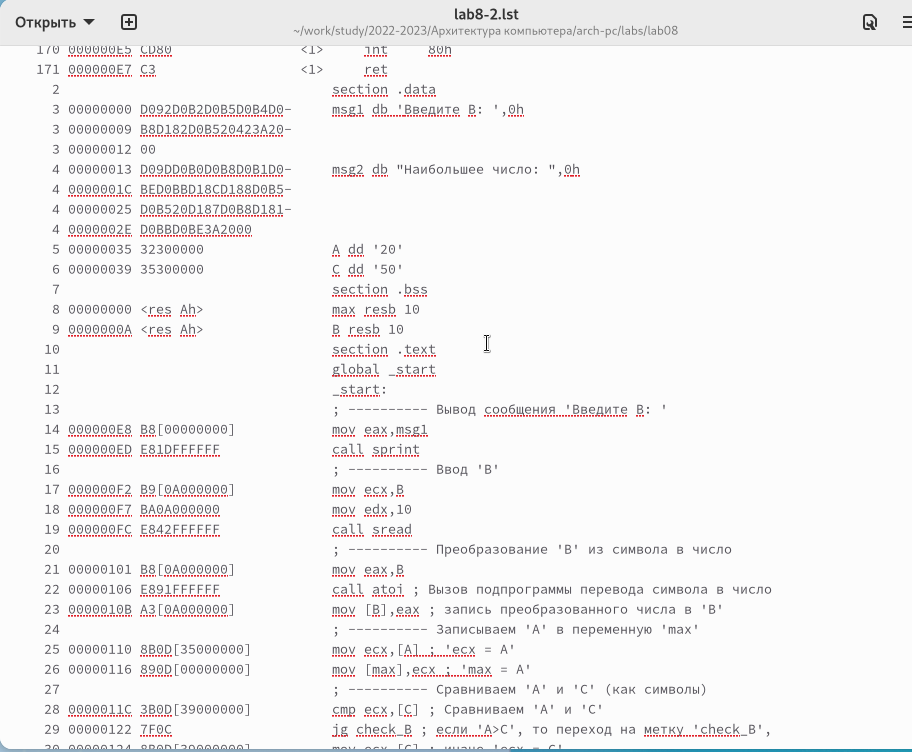 Открыть
lab8-2.lst
~/work/study/2022-2023/Архитектура компьютера/arch-pc/labs/lab08
170 000000E5 CD80 <1> int 80h
171 000000E7 C3 <1> ret
2 section .data
3 00000000 D092D0B2D0B5D0B4D0- msg1 db 'Введите B: ',0h
3 00000009 B8D182D0B520423A20-
3 00000012 00
4 00000013 D09DD0B0D0B8D0B1D0- msg2 db "Наибольшее число: ",0h
4 0000001C BED0BBD18CD188D0B5-
4 00000025 D0B520D187D0B8D181-
4 0000002E D0BBD0BE3A2000
5 00000035 32300000 A dd '20'
6 00000039 35300000 C dd '50'
7 section .bss
8 00000000 <res Ah> max resb 10
9 0000000A <res Ah> B resb 10
10 section .text
11 global _start
12 _start:
13 ; ---------- Вывод сообщения 'Введите B: '
14 000000E8 B8[00000000] mov eax,msg1
15 000000ED E81DFFFFFF call sprint
16 ; ---------- Ввод 'B'
17 000000F2 B9[0A000000] mov ecx,B
18 000000F7 BA0A000000 mov edx,10
19 000000FC E842FFFFFF call sread
20 ; ---------- Преобразование 'B' из символа в число
21 00000101 B8[0A000000] mov eax,B
22 00000106 E891FFFFFF call atoi ; Вызов подпрограммы перевода символа в число
23 0000010B A3[0A000000] mov [B],eax ; запись преобразованного числа в 'B'
24 ; ---------- Записываем 'A' в переменную 'max'
25 00000110 8B0D[35000000] mov ecx,[A] ; 'ecx = A'
26 00000116 890D[00000000] mov [max],ecx ; 'max = A'
27 ; ---------- Сравниваем 'A' и 'С' (как символы)
28 0000011C 3B0D[39000000] cmp ecx,[C] ; Сравниваем 'A' и 'С'
29 00000122 7F0C jg check_B ; если 'A>C', то переход на метку 'check_B',
30 00000124 8B0D[39000000] mov ecx,[C] ; иначе 'ecx = C'